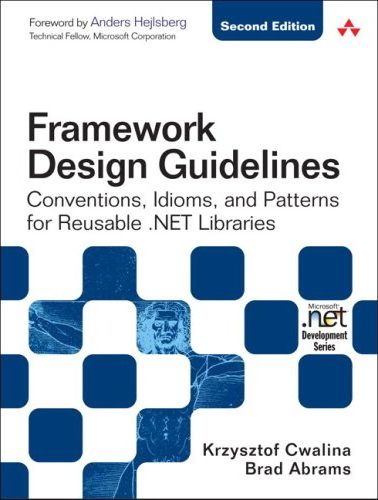 Foreword by Anders Hejlsberg
Technical Fellow, Microsoft Corporation
Second Edition
Framework
Design Guidelines
Conventions, Idioms, and Patterns
for Reusable .NET Libraries
Microsoft
.net
Development
Series
Krzysztof Cwalina
Brad Abrams